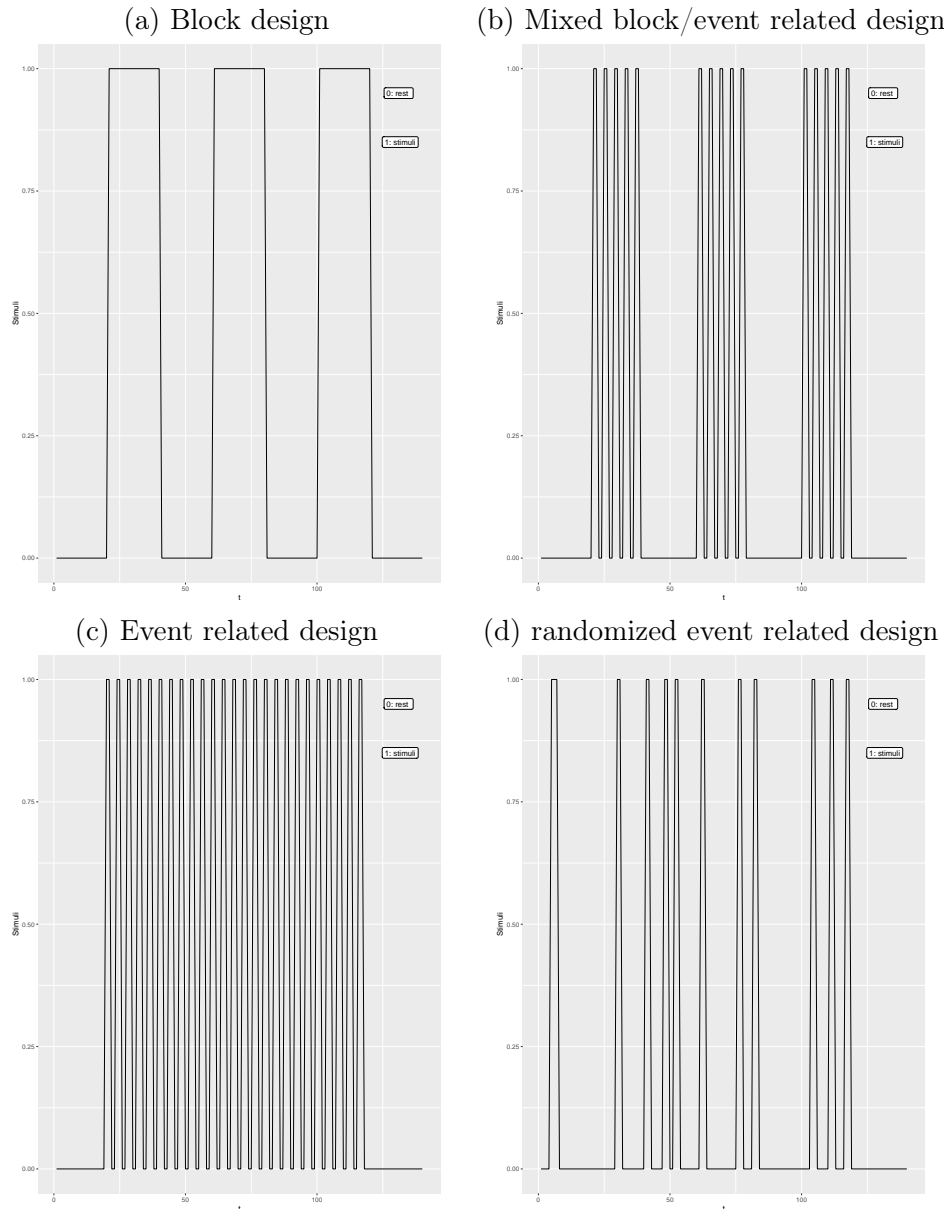 (a) Block design
1.00
0.75
0.50
0.25
0.00
Stimuli
0: rest
1: stimuli
0
50
100
t
(b) Mixed block/event related design
1.00
0.75
0.50
0.25
0.00
Stimuli
0: rest
1: stimuli
0
50
100
t
(c) Event related design
1.00
0.75
0.50
0.25
0.00
Stimuli
0: rest
1: stimuli
0
50
100
t
(d) randomized event related design
1.00
0.75
0.50
0.25
0.00
Stimuli
0: rest
1: stimuli
0
50
100
t